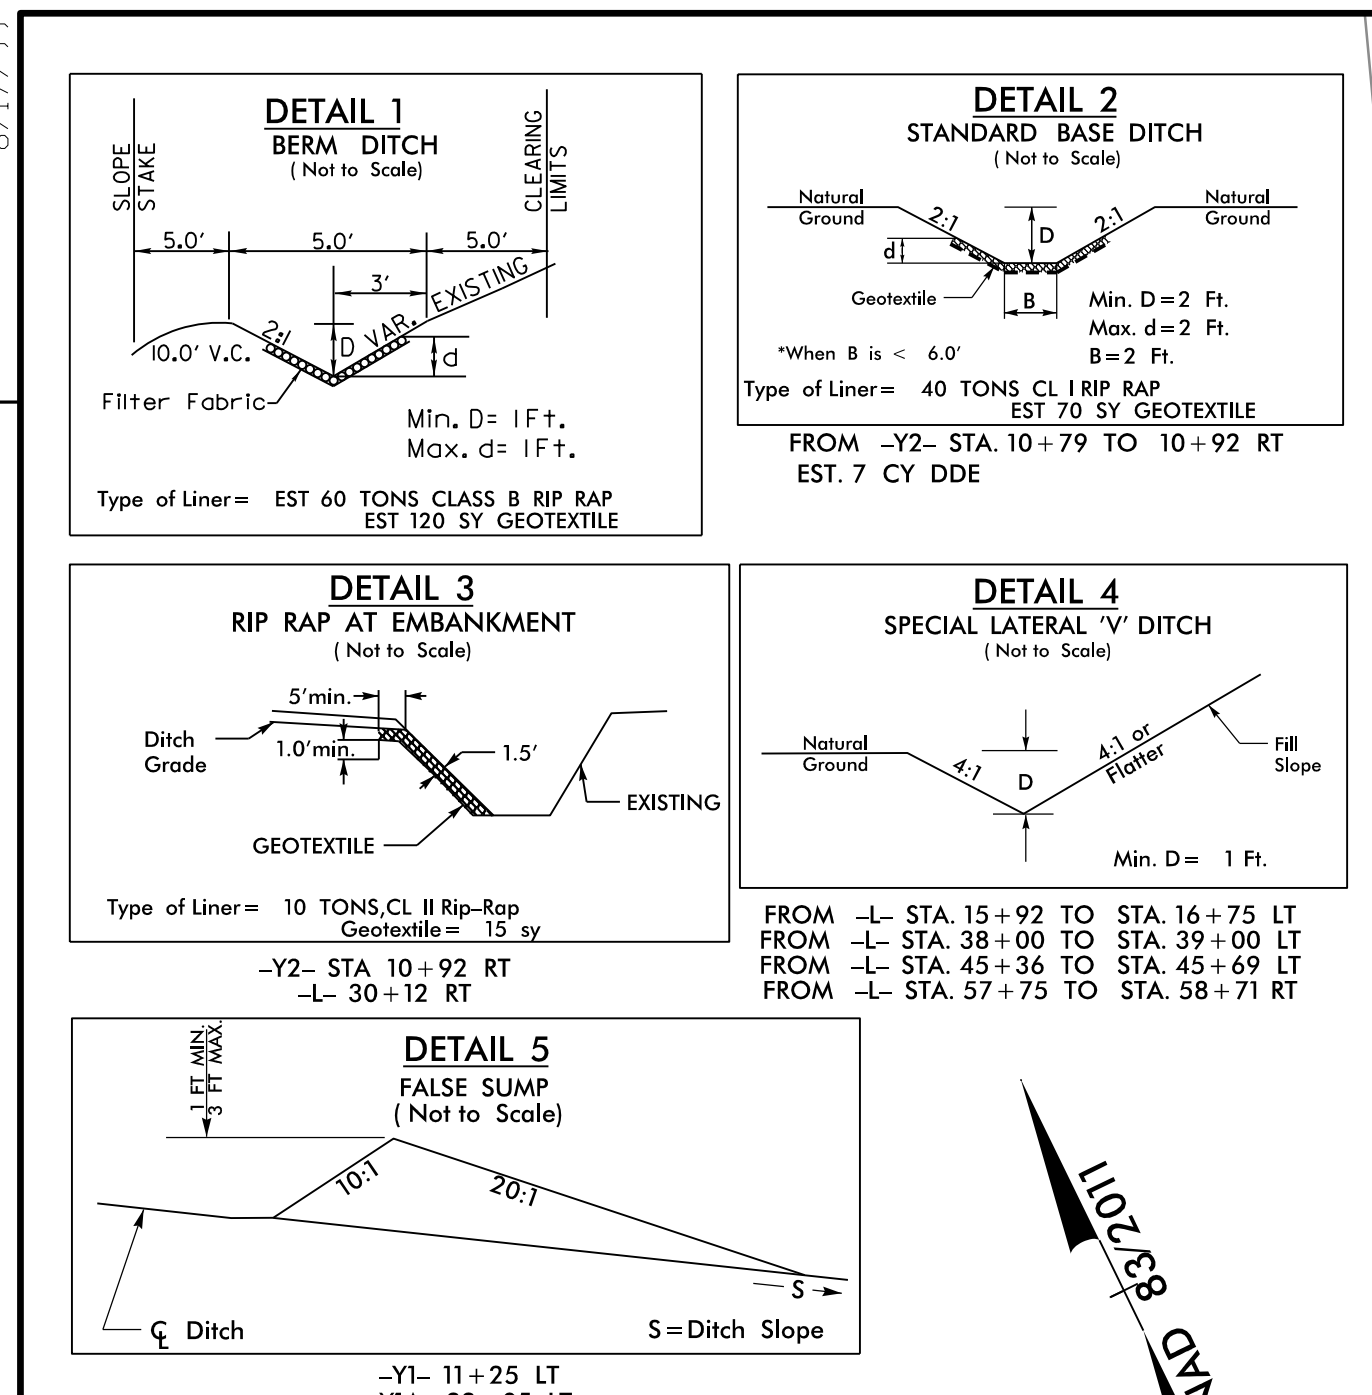 DETAIL 1
BERM DITCH
( Not to Scale)
SLOPE
STAKE
CLEARING
LIMITS
5.0'
5.0'
5.0'
3'
EXISTING
VAR.
2:1
D
d
10.0' V.C.
Filter Fabric
Min. D= 1Ft.
Max. d= 1Ft.
Type of Liner= EST 60 TONS CLASS B RIP RAP
EST 120 SY GEOTEXTILE
DETAIL 2
STANDARD BASE DITCH
( Not to Scale)
Natural
Ground
2:1
D
2:1
Natural
Ground
d
Geotextile
B
Min. D=2 Ft.
Max. d=2 Ft.
B=2 Ft.
*When B is < 6.0'
Type of Liner= 40 TONS CL I RIP RAP
EST 70 SY GEOTEXTILE
FROM -Y2- STA. 10+79 TO 10+92 RT
EST. 7 CY DDE
DETAIL 3
RIP RAP AT EMBANKMENT
( Not to Scale)
5'min.
Ditch
Grade
1.0'min.
1.5'
EXISTING
GEOTEXTILE
Type of Liner= 10 TONS,CL II Rip-Rap
Geotextile= 15 sy
-Y2- STA 10+92 RT
-L- 30+12 RT
DETAIL 4
SPECIAL LATERAL 'V' DITCH
( Not to Scale)
Natural
Ground
4:1
D
4:1 or
Flatter
Fill
Slope
Min. D= 1 Ft.
FROM -L- STA. 15+92 TO STA. 16+75 LT
FROM -L- STA. 38+00 TO STA. 39+00 LT
FROM -L- STA. 45+36 TO STA. 45+69 LT
FROM -L- STA. 57+75 TO STA. 58+71 RT
DETAIL 5
FALSE SUMP
( Not to Scale)
1 FT MIN.
3 FT MAX.
10:1
20:1
S
℄ Ditch
S=Ditch Slope
-Y1- 11+25 LT
83/2011